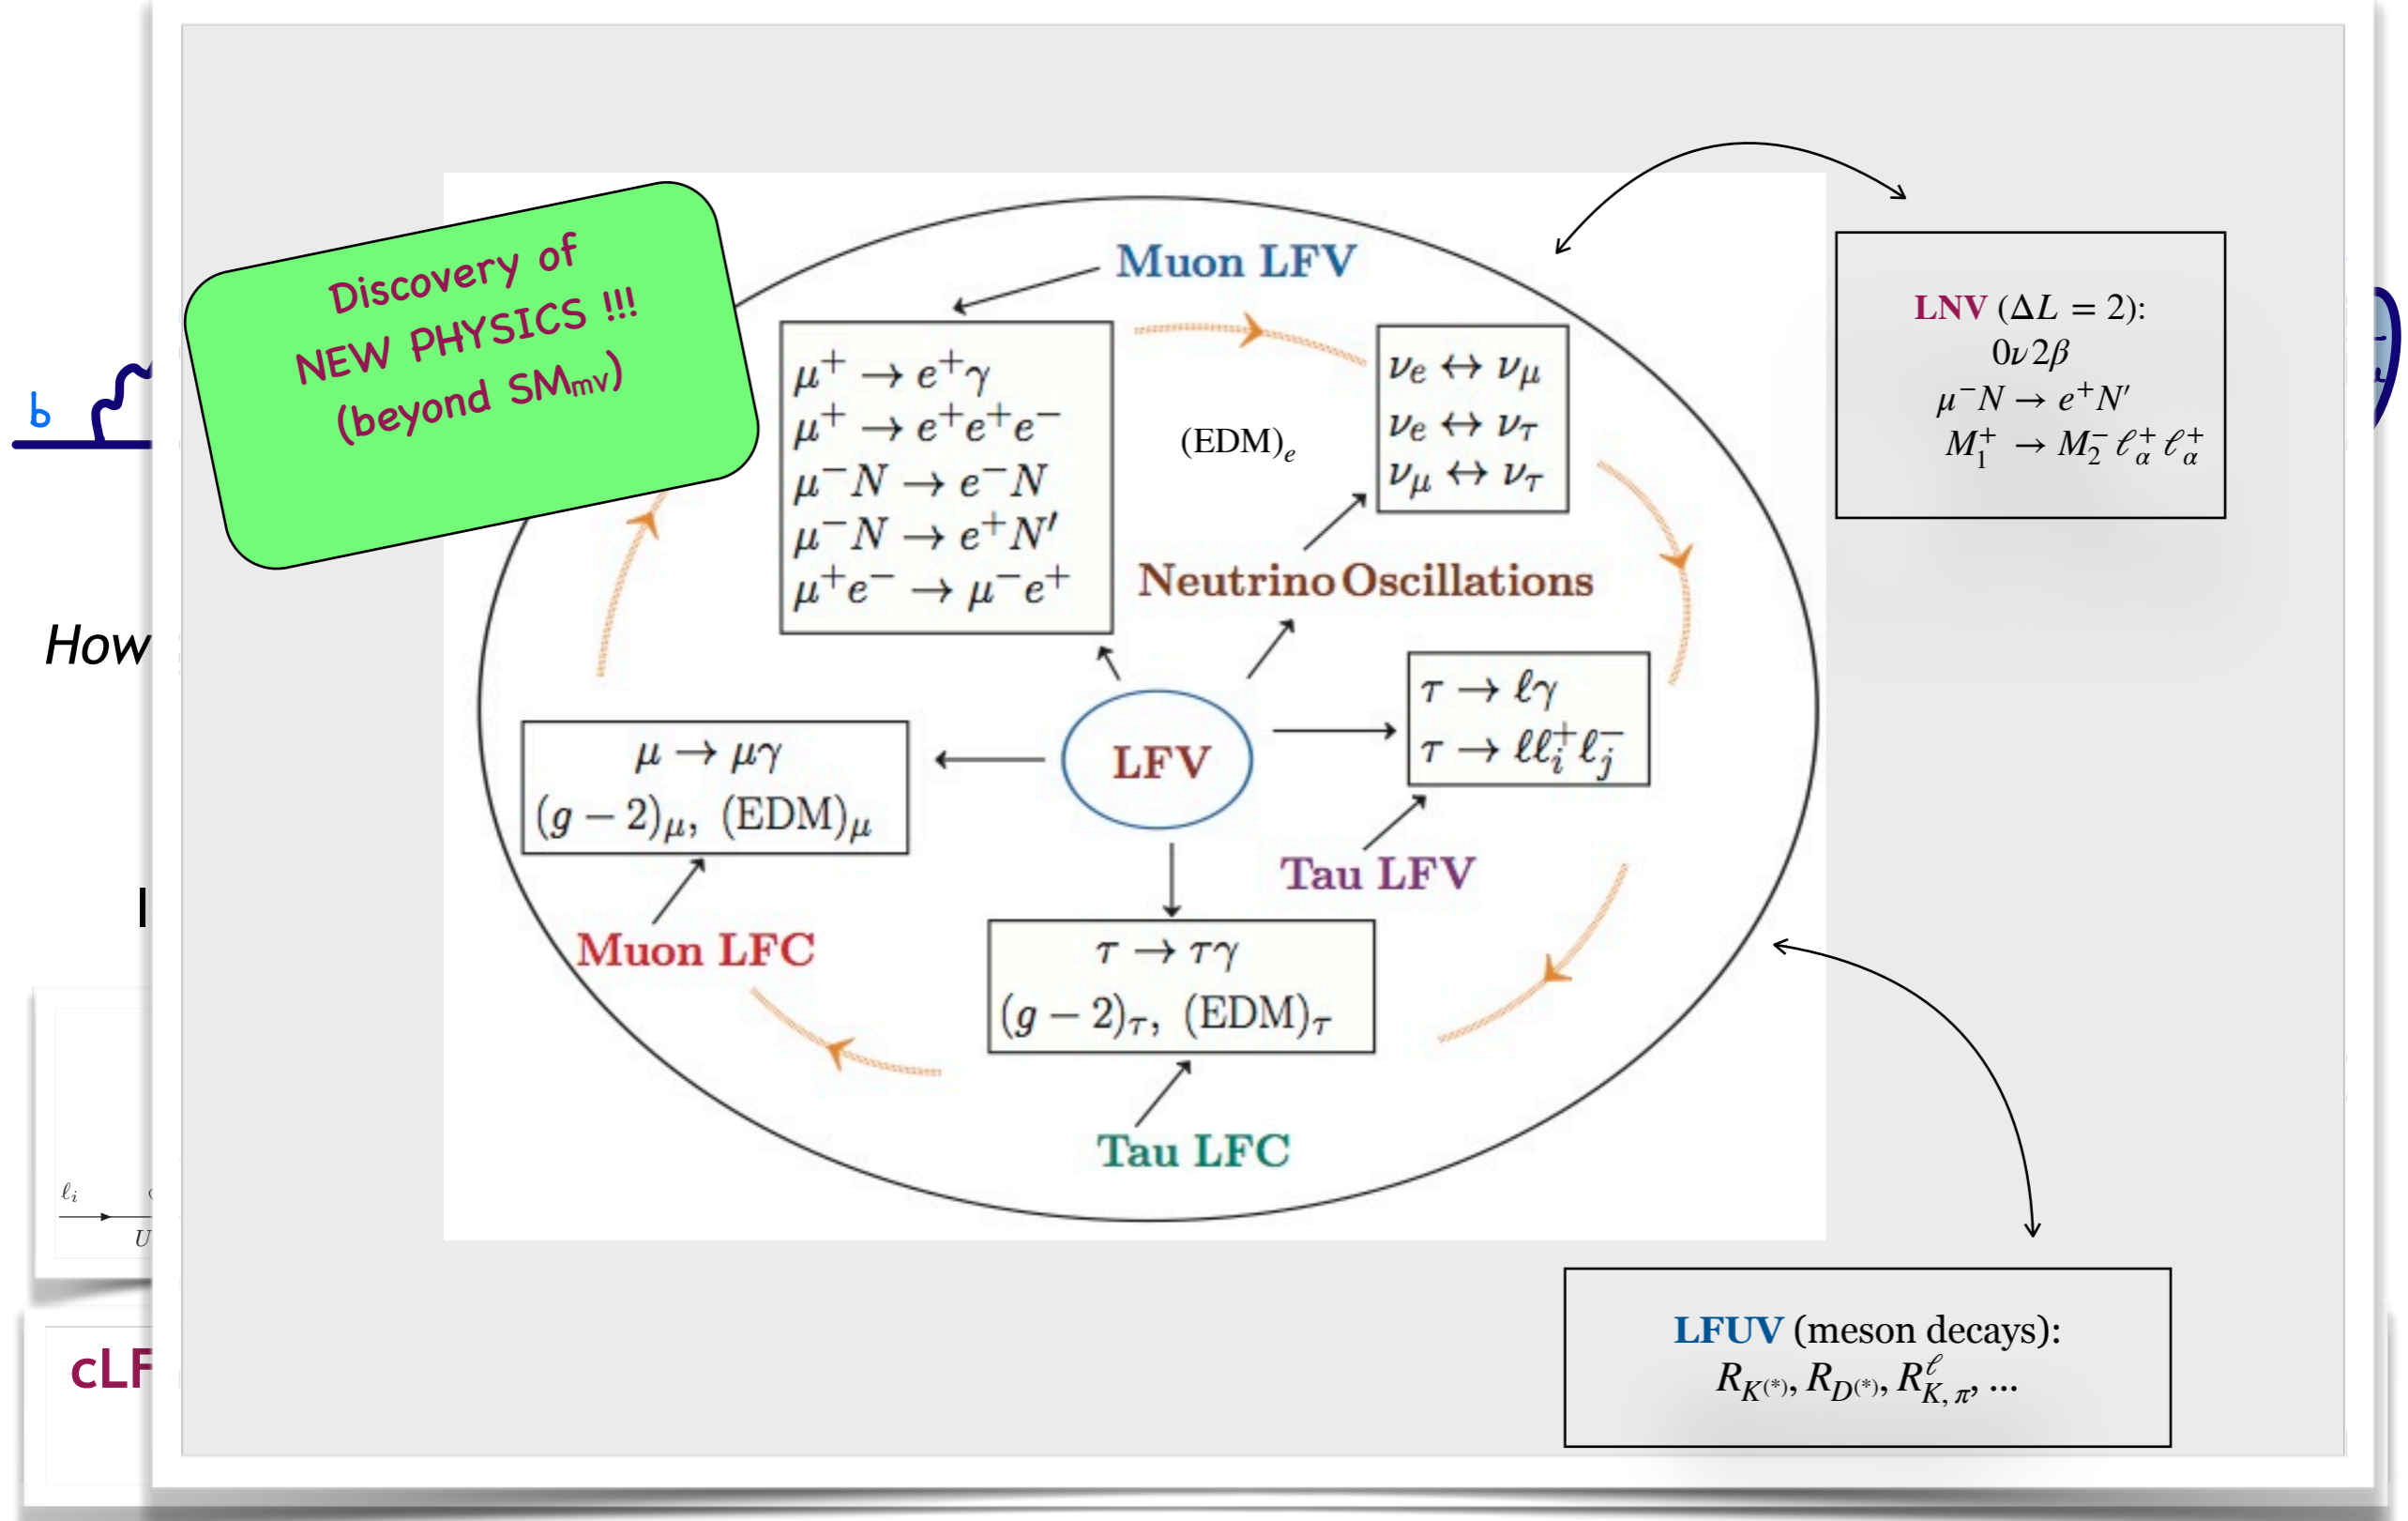 Discovery of
NEW PHYSICS !!!
(beyond SMmν)
b
How
I
ℓi
U
cLF
Muon LFV
μ⁺ → e⁺γ
μ⁺ → e⁺e⁺e⁻
μ⁻N → e⁻N
μ⁻N → e⁺N′
μ⁺e⁻ → μ⁻e⁺
(EDM)e
νe ↔ νμ
νe ↔ ντ
νμ ↔ ντ
Neutrino Oscillations
LNV (ΔL = 2):
0ν2β
μ⁻N → e⁺N′
M₁⁺ → M₂⁻ ℓα⁺ ℓα⁺
LFV
τ → ℓγ
τ → ℓℓi⁺ℓj⁻
Tau LFV
μ → μγ
(g − 2)μ, (EDM)μ
Muon LFC
τ → τγ
(g − 2)τ, (EDM)τ
Tau LFC
LFUV (meson decays):
RK(*), RD(*), RℓK, π, ...